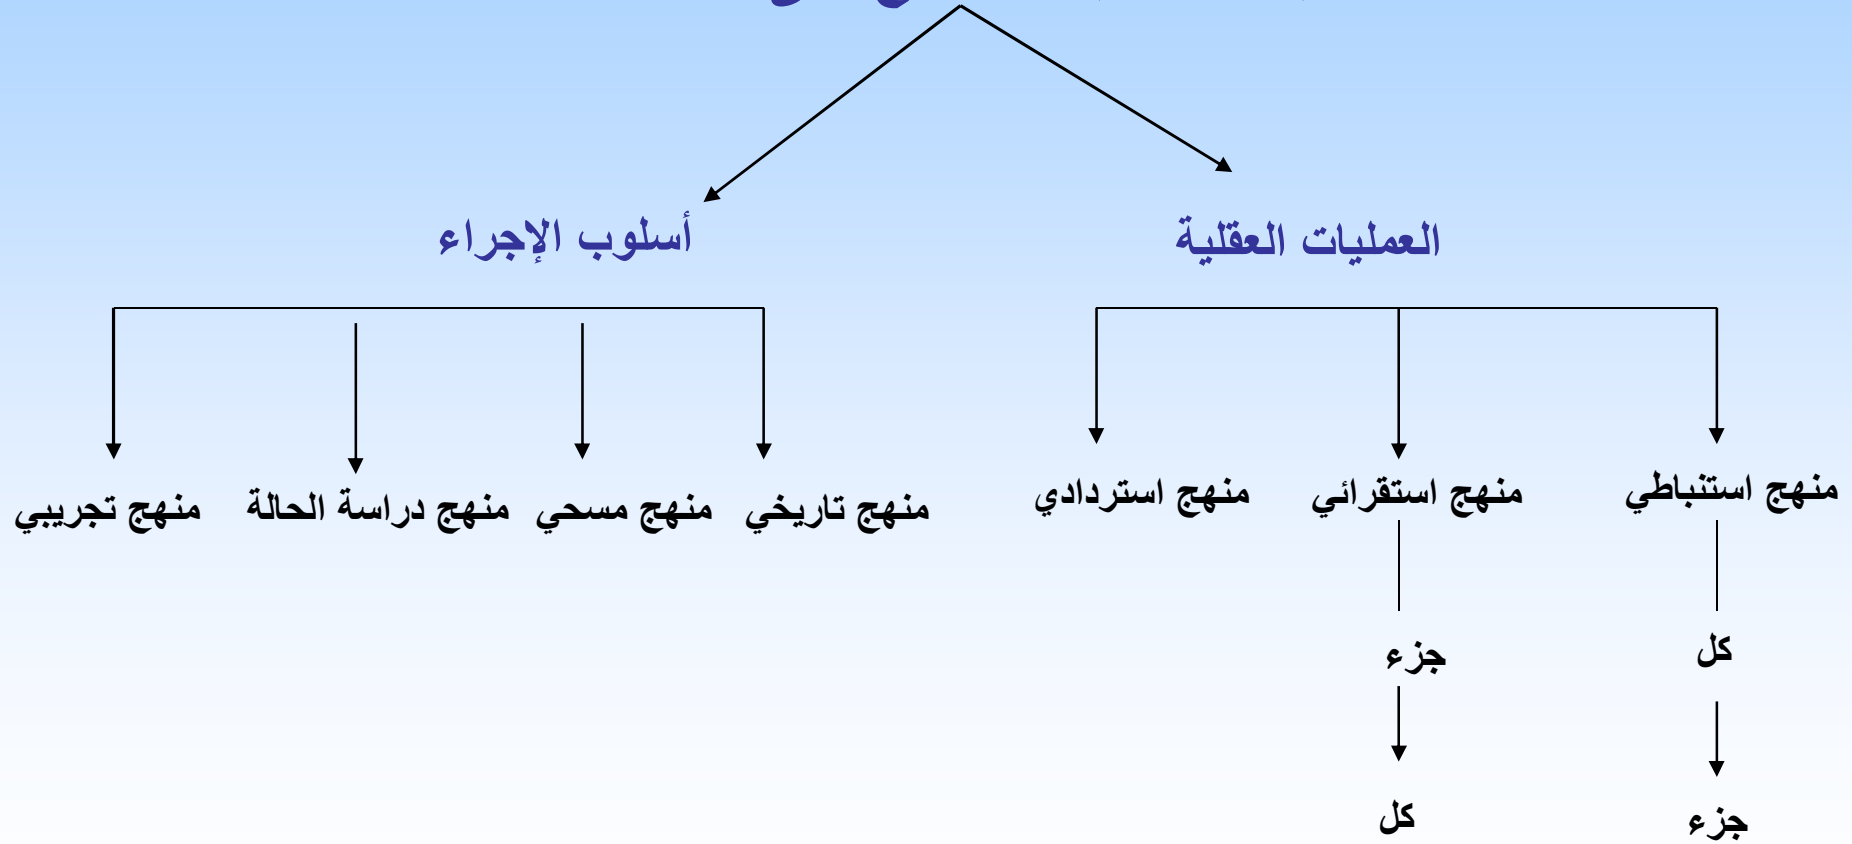 العمليات العقلية
أسلوب الإجراء
منهج استنباطي
منهج استقرائي
منهج استردادي
منهج تاريخي
منهج مسحي
منهج دراسة الحالة
منهج تجريبي
كل
جزء
جزء
كل